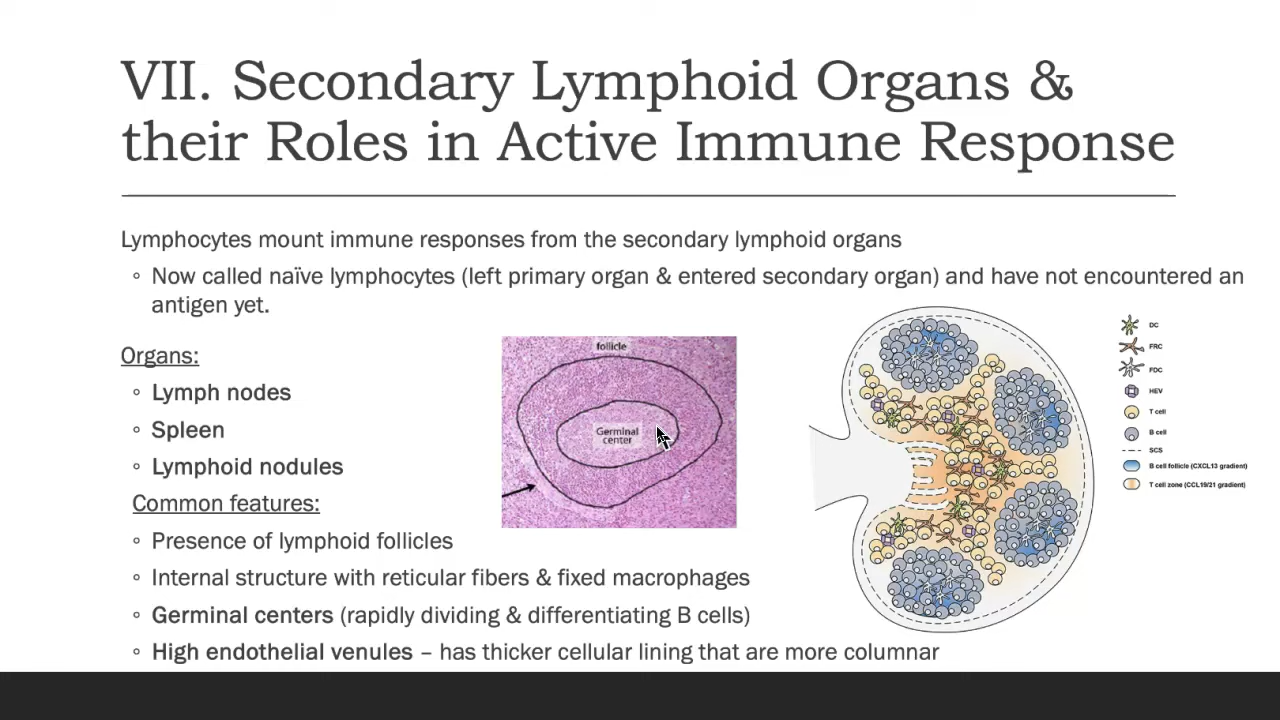 VII. Secondary Lymphoid Organs &
their Roles in Active Immune Response
Lymphocytes mount immune responses from the secondary lymphoid organs
◦ Now called naïve lymphocytes (left primary organ & entered secondary organ) and have not encountered an
antigen yet.
Organs:
◦ Lymph nodes
◦ Spleen
◦ Lymphoid nodules
Common features:
◦ Presence of lymphoid follicles
◦ Internal structure with reticular fibers & fixed macrophages
◦ Germinal centers (rapidly dividing & differentiating B cells)
◦ High endothelial venules – has thicker cellular lining that are more columnar
follicle
Germinal
center
DC
FRC
FDC
HEV
T cell
B cell
SCS
B cell follicle (CXCL13 gradient)
T cell zone (CCL19/21 gradient)